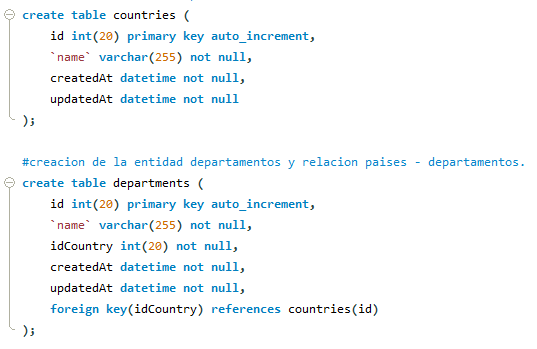 create table countries (
id int(20) primary key auto_increment,
`name` varchar(255) not null,
createdAt datetime not null,
updatedAt datetime not null
);
#creacion de la entidad departamentos y relacion paises - departamentos.
create table departments (
id int(20) primary key auto_increment,
`name` varchar(255) not null,
idCountry int(20) not null,
createdAt datetime not null,
updatedAt datetime not null,
foreign key(idCountry) references countries(id)
);